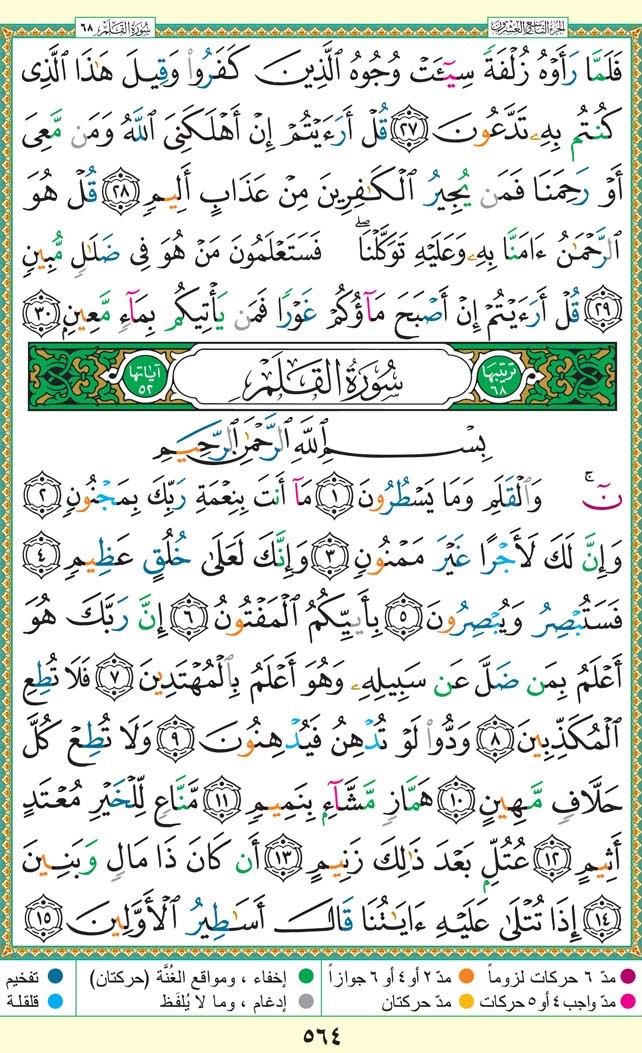 الجزء التاسع والعشرون
سورة القلم ٦٨
فَلَمَّا رَأَوْهُ زُلْفَةً سِيٓـَٔتْ وُجُوهُ ٱلَّذِينَ كَفَرُوا۟ وَقِيلَ هَٰذَا ٱلَّذِى
كُنتُم بِهِۦ تَدَّعُونَ ٢٧ قُلْ أَرَءَيْتُمْ إِنْ أَهْلَكَنِىَ ٱللَّهُ وَمَن مَّعِىَ
أَوْ رَحِمَنَا فَمَن يُجِيرُ ٱلْكَٰفِرِينَ مِنْ عَذَابٍ أَلِيمٍ ٢٨ قُلْ هُوَ
ٱلرَّحْمَٰنُ ءَامَنَّا بِهِۦ وَعَلَيْهِ تَوَكَّلْنَا ۖ فَسَتَعْلَمُونَ مَنْ هُوَ فِى ضَلَٰلٍ مُّبِينٍ
٢٩ قُلْ أَرَءَيْتُمْ إِنْ أَصْبَحَ مَآؤُكُمْ غَوْرًا فَمَن يَأْتِيكُم بِمَآءٍ مَّعِينٍ ٣٠
ترتيبها ٦٨ سُورَةُ القَلَمِ آياتها ٥٢
بِسْمِ ٱللَّهِ ٱلرَّحْمَٰنِ ٱلرَّحِيمِ
نٓ ۚ وَٱلْقَلَمِ وَمَا يَسْطُرُونَ ١ مَآ أَنتَ بِنِعْمَةِ رَبِّكَ بِمَجْنُونٍ ٢
وَإِنَّ لَكَ لَأَجْرًا غَيْرَ مَمْنُونٍ ٣ وَإِنَّكَ لَعَلَىٰ خُلُقٍ عَظِيمٍ ٤
فَسَتُبْصِرُ وَيُبْصِرُونَ ٥ بِأَييِّكُمُ ٱلْمَفْتُونُ ٦ إِنَّ رَبَّكَ هُوَ
أَعْلَمُ بِمَن ضَلَّ عَن سَبِيلِهِۦ وَهُوَ أَعْلَمُ بِٱلْمُهْتَدِينَ ٧ فَلَا تُطِعِ
ٱلْمُكَذِّبِينَ ٨ وَدُّوا۟ لَوْ تُدْهِنُ فَيُدْهِنُونَ ٩ وَلَا تُطِعْ كُلَّ
حَلَّافٍ مَّهِينٍ ١٠ هَمَّازٍ مَّشَّآءٍۭ بِنَمِيمٍ ١١ مَّنَّاعٍ لِّلْخَيْرِ مُعْتَدٍ
أَثِيمٍ ١٢ عُتُلٍّۭ بَعْدَ ذَٰلِكَ زَنِيمٍ ١٣ أَن كَانَ ذَا مَالٍ وَبَنِينَ
١٤ إِذَا تُتْلَىٰ عَلَيْهِ ءَايَٰتُنَا قَالَ أَسَٰطِيرُ ٱلْأَوَّلِينَ ١٥
مدّ ٦ حركات لزوماً مدّ ٢ أو ٤ أو ٦ جوازاً إخفاء ، ومواقع الغُنَّة (حركتان) تفخيم
مدّ واجب ٤ أو ٥ حركات مدّ حركتان إدغام ، وما لا يُلفَظ قلقلة
٥٦٤